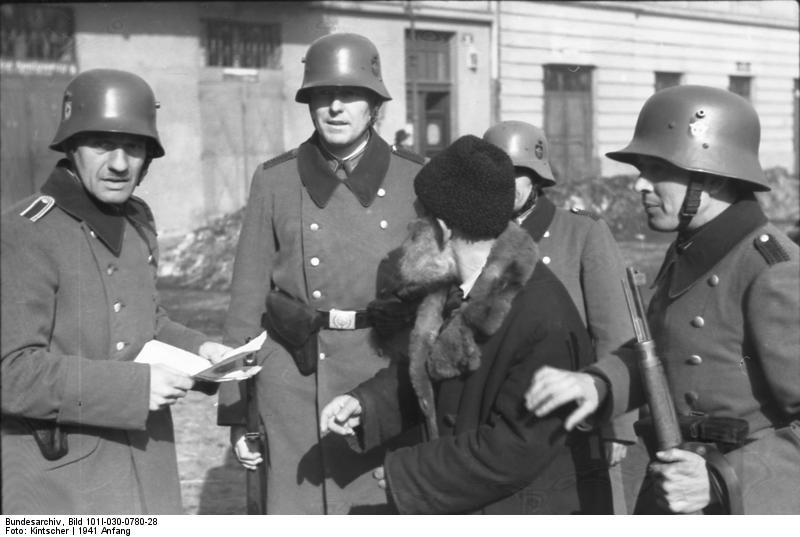 Bundesarchiv, Bild 101I-030-0780-28
Foto: Kintscher | 1941 Anfang